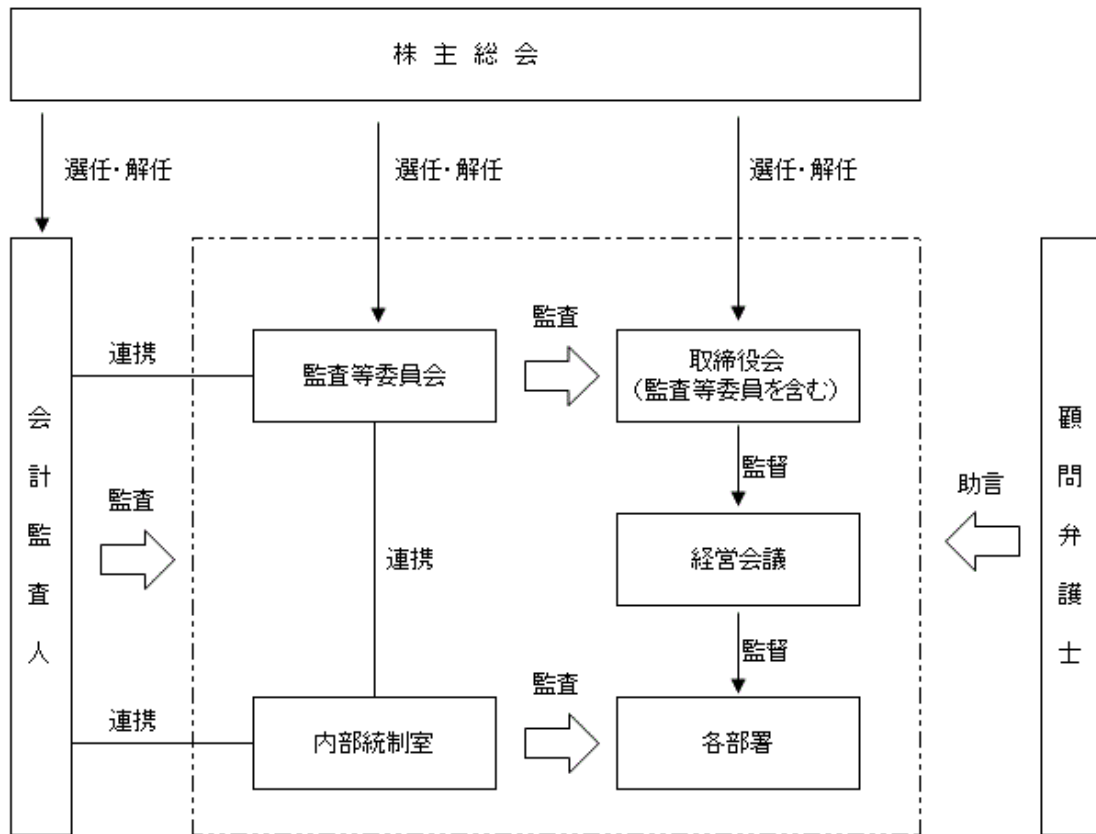 株主総会
選任・解任
選任・解任
選任・解任
会計監査人
連携
監査等委員会
監査
取締役会
（監査等委員を含む）
監督
監査
連携
経営会議
監督
連携
内部統制室
監査
各部署
助言
顧問弁護士